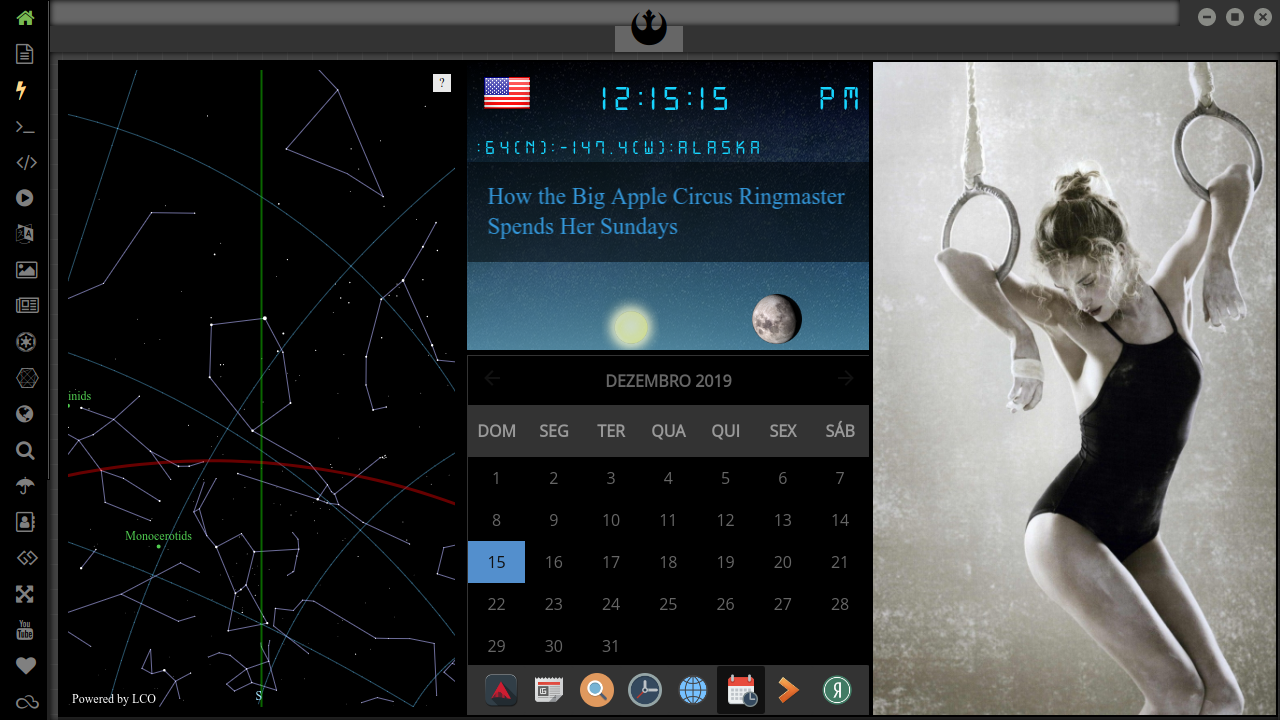 ?
12:15:15 PM
:64(N):-147.4(W):ALASKA
How the Big Apple Circus Ringmaster
Spends Her Sundays
inids
Monocerotids
S
Powered by LCO
DEZEMBRO 2019
DOM SEG TER QUA QUI SEX SÁB
1 2 3 4 5 6 7
8 9 10 11 12 13 14
15 16 17 18 19 20 21
22 23 24 25 26 27 28
29 30 31
You
Tube
Я